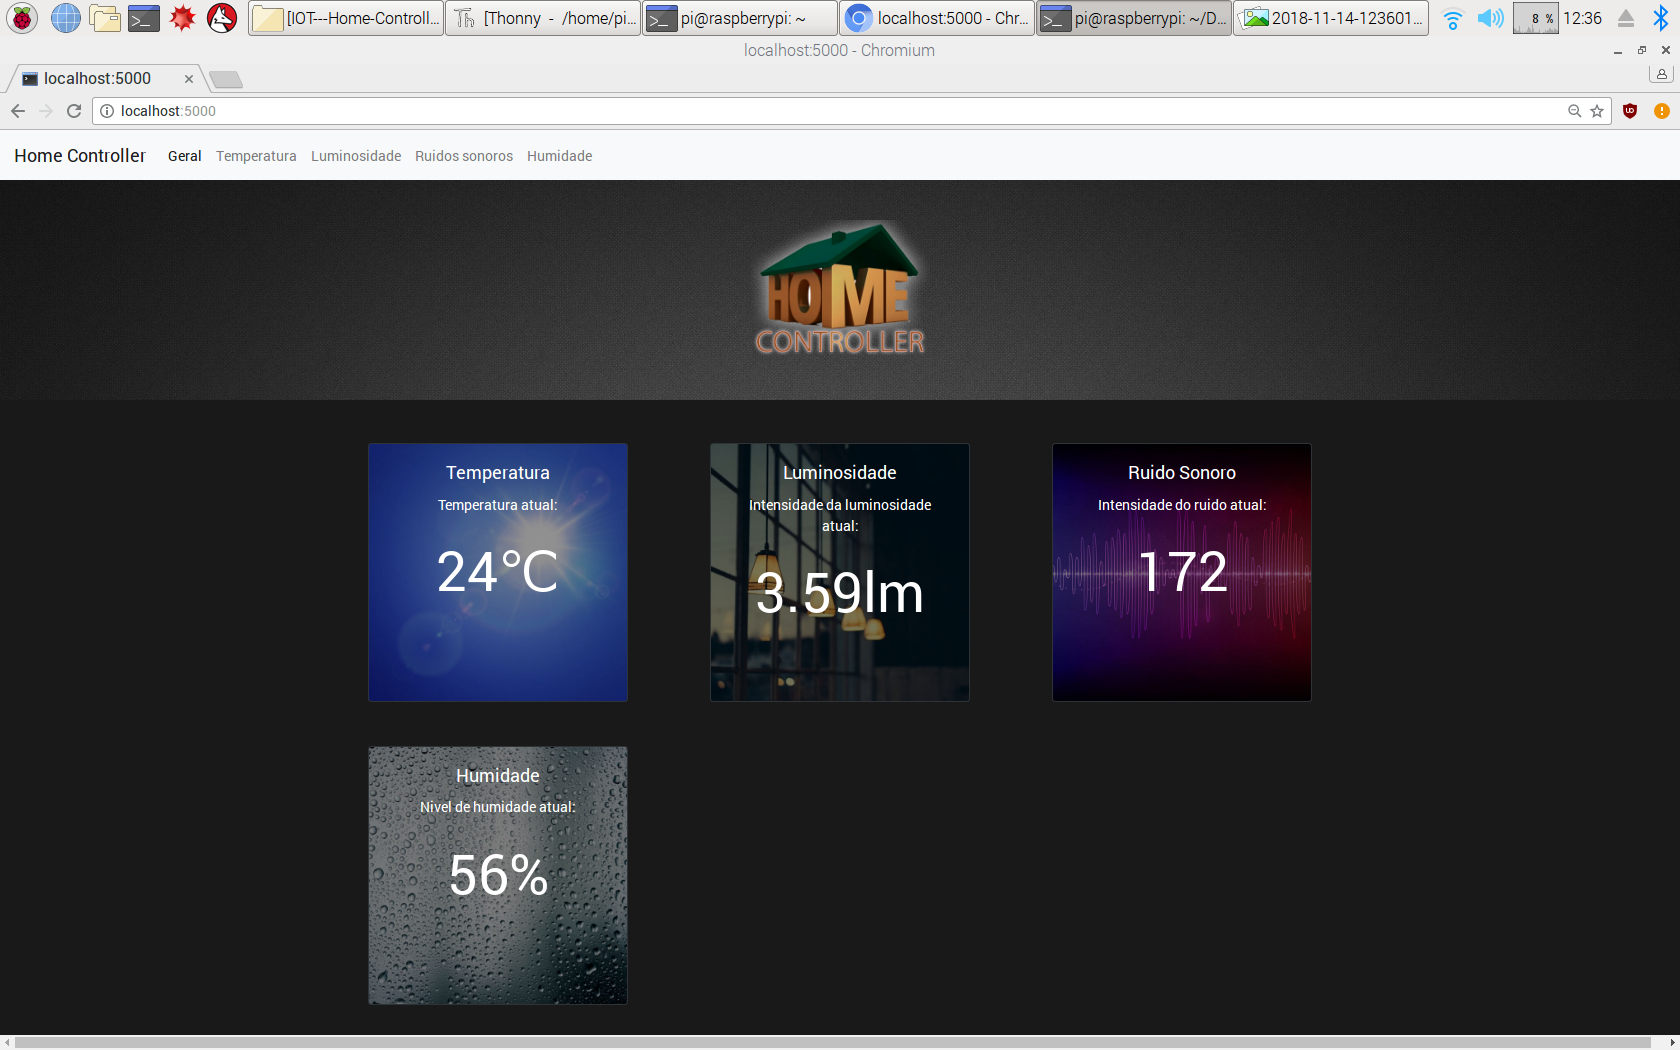 [IOT---Home-Controll...
[Thonny - /home/pi...
pi@raspberrypi: ~
localhost:5000 - Chr...
pi@raspberrypi: ~/D...
2018-11-14-123601...
8 %
12:36
localhost:5000 - Chromium
localhost:5000
localhost:5000
Home Controller
Geral
Temperatura
Luminosidade
Ruidos sonoros
Humidade
HOME
CONTROLLER
Temperatura
Temperatura atual:
24°C
Luminosidade
Intensidade da luminosidade
atual:
3.59lm
Ruido Sonoro
Intensidade do ruido atual:
172
Humidade
Nivel de humidade atual:
56%